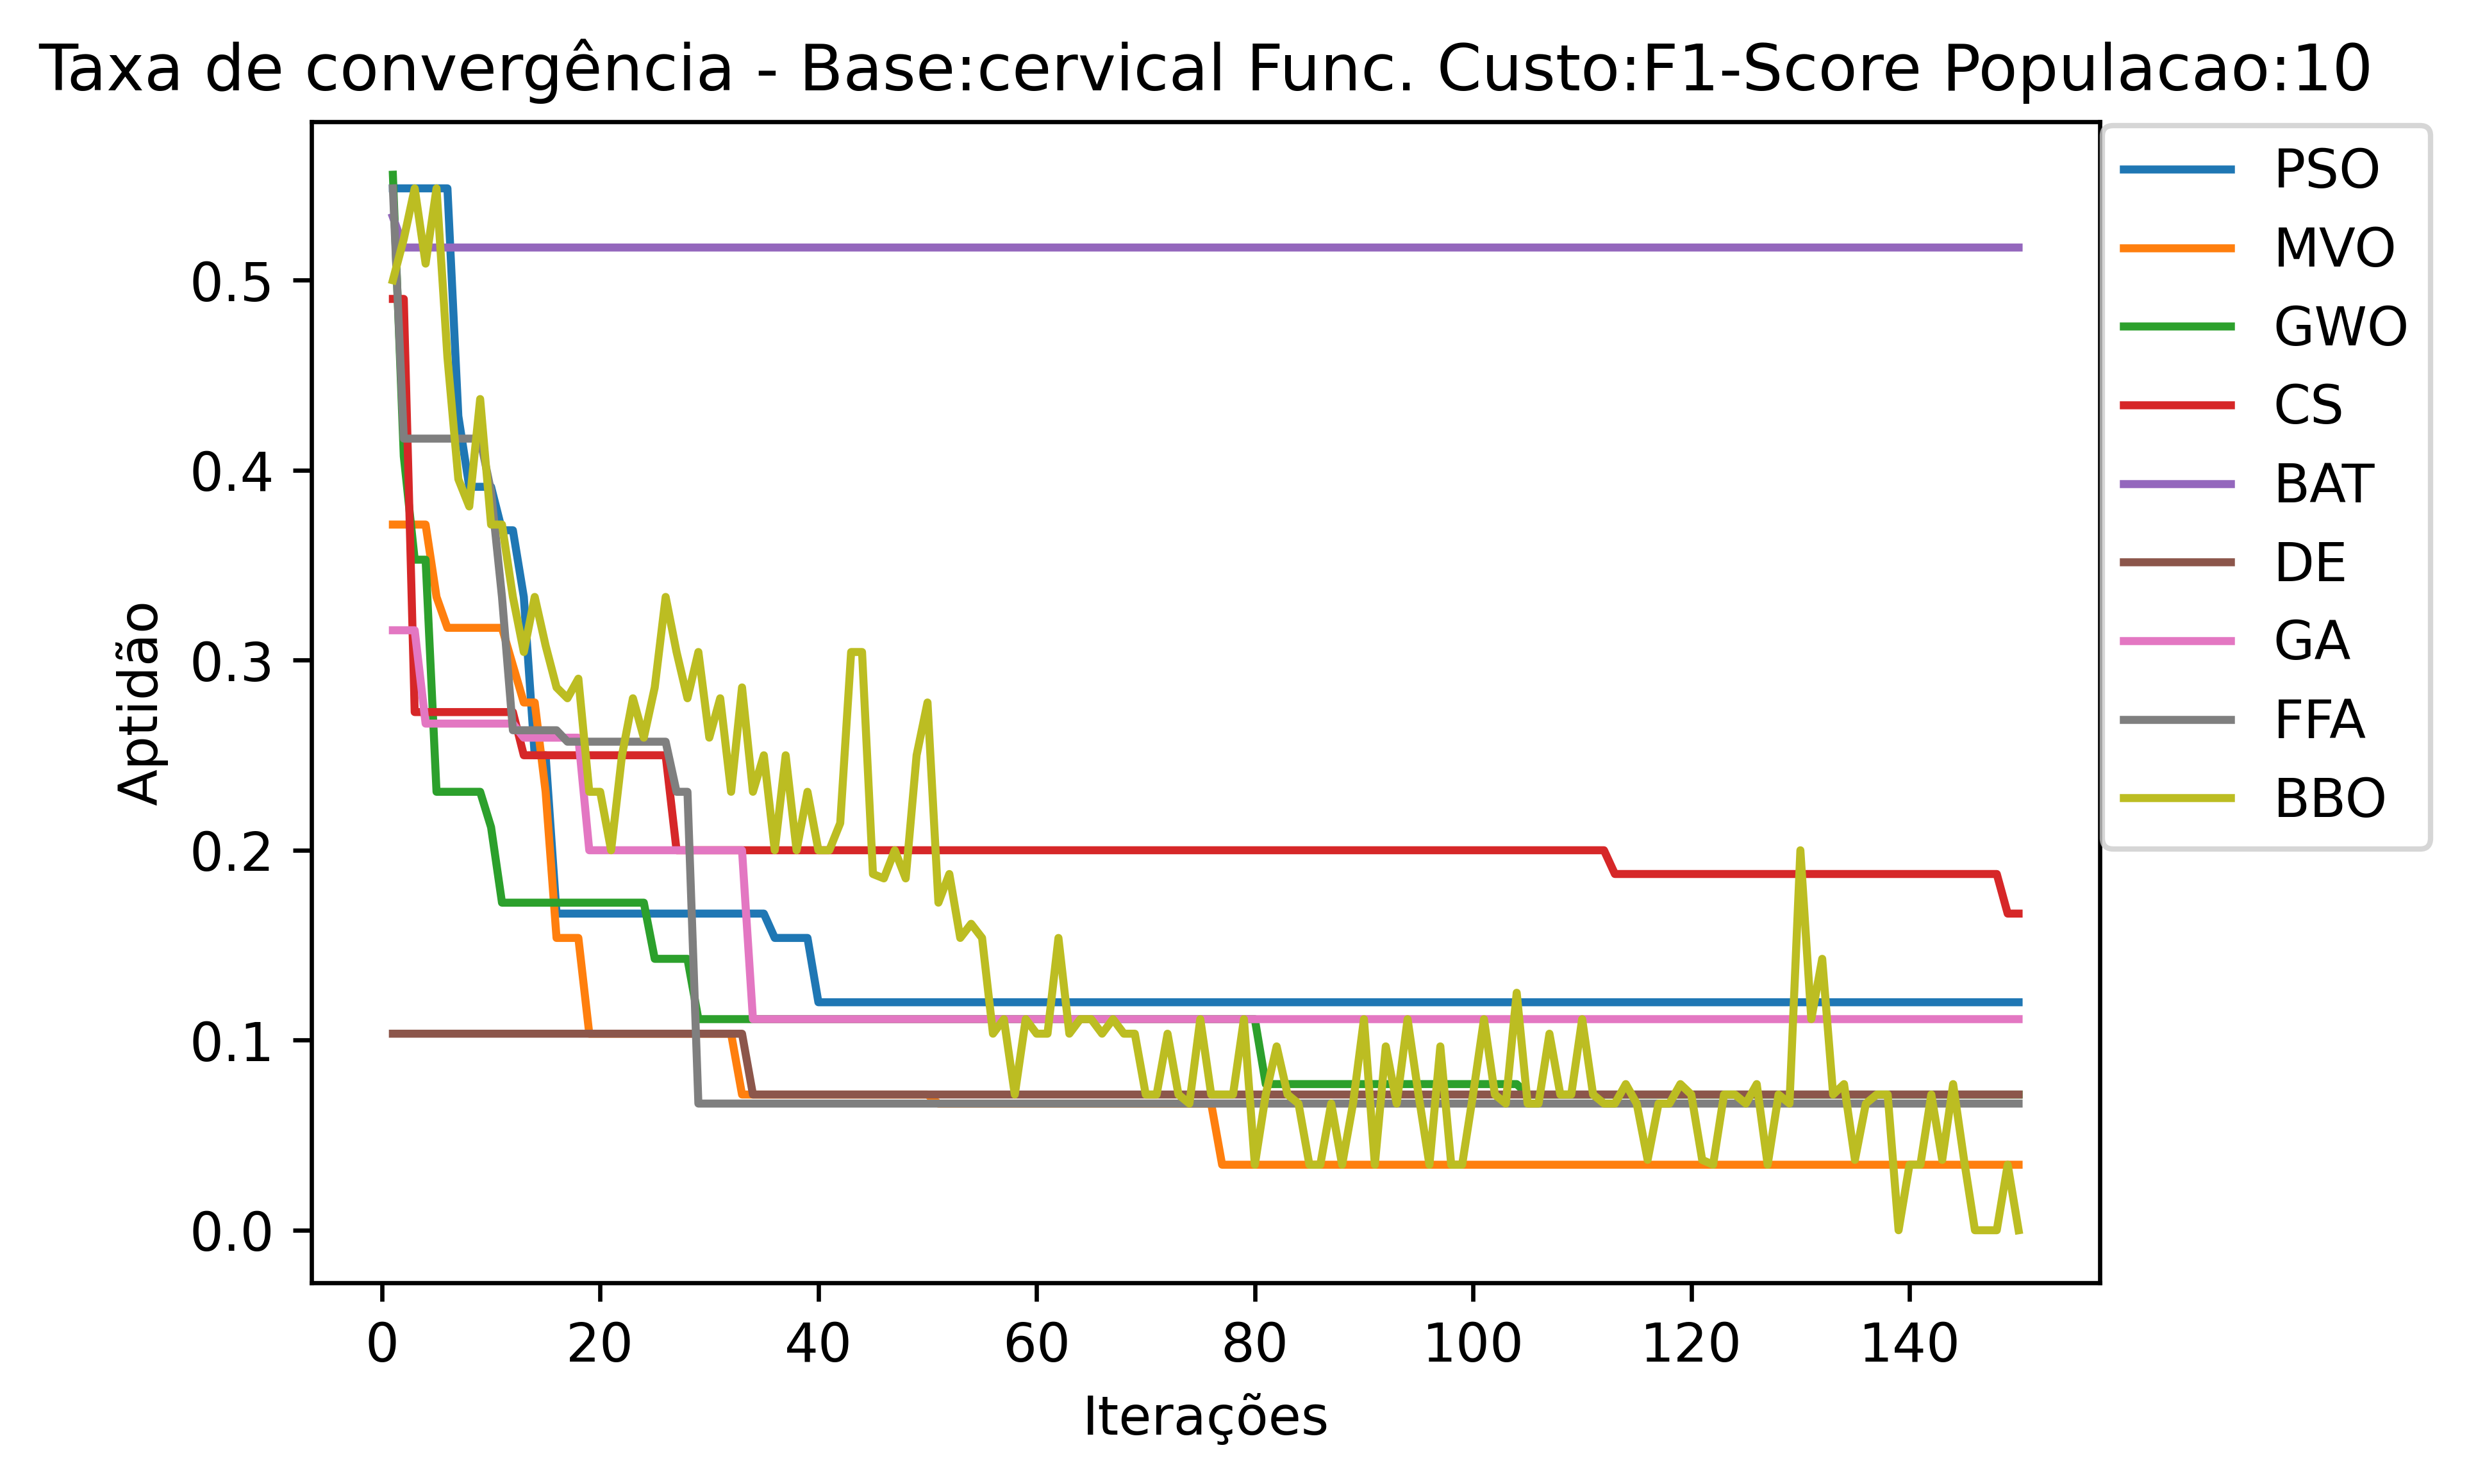 Taxa de convergência - Base:cervical Func. Custo:F1-Score Populacao:10
Aptidão
0.5
0.4
0.3
0.2
0.1
0.0
0 20 40 60 80 100 120 140
Iterações
PSO
MVO
GWO
CS
BAT
DE
GA
FFA
BBO